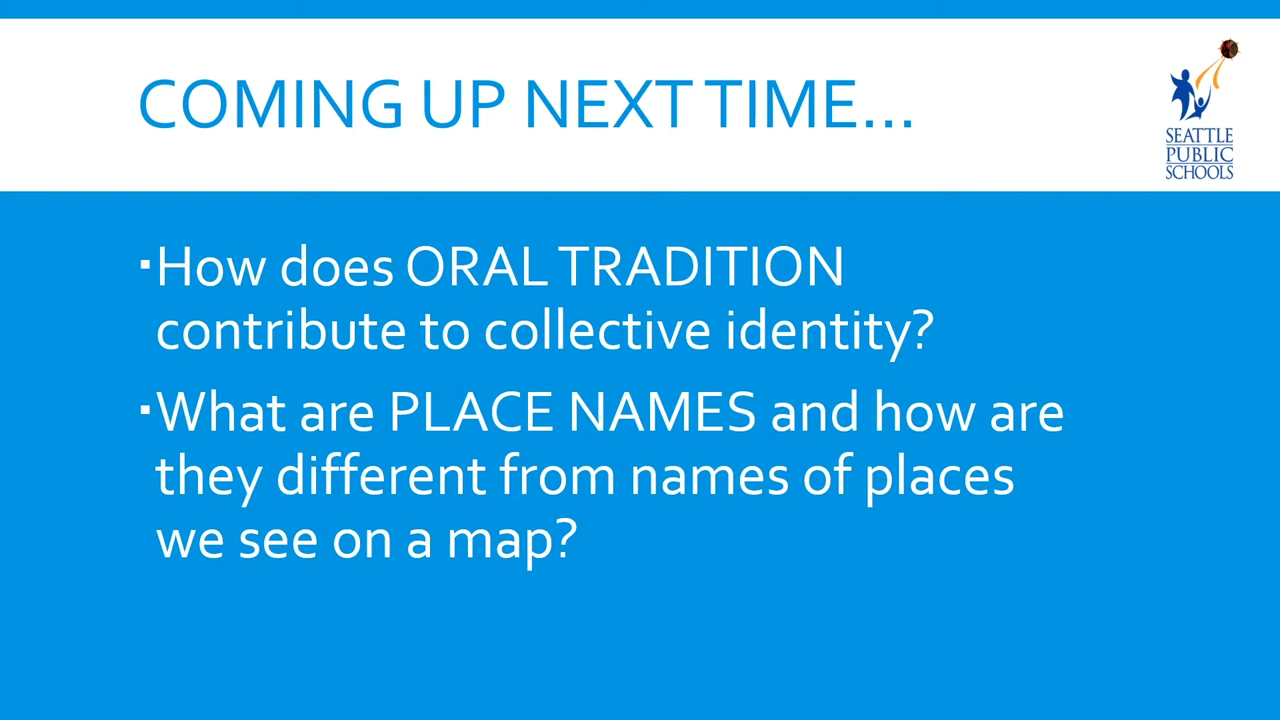 COMING UP NEXT TIME...
SEATTLE
PUBLIC
SCHOOLS
▪How does ORAL TRADITION
contribute to collective identity?
▪What are PLACE NAMES and how are
they different from names of places
we see on a map?